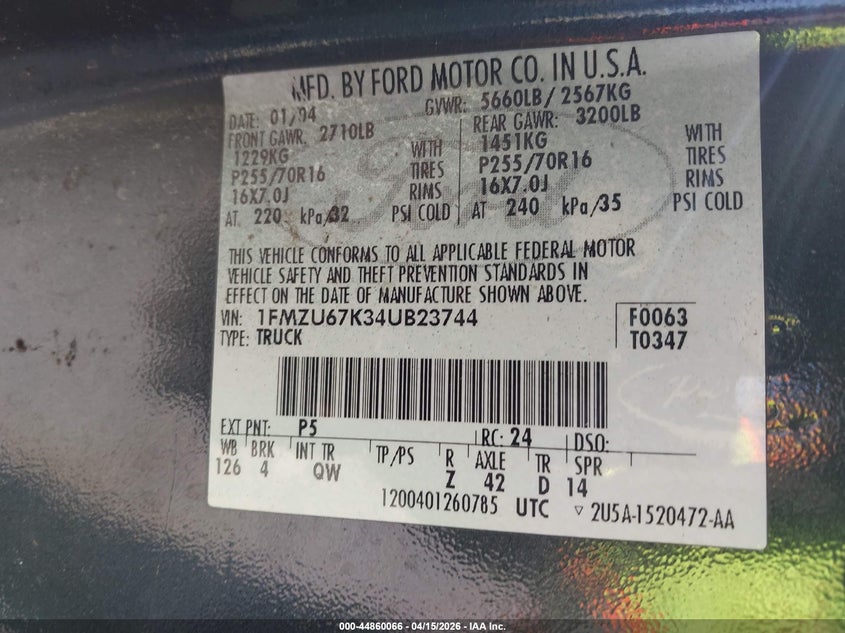 MFD. BY FORD MOTOR CO. IN U.S.A.
DATE: 01/04 GVWR: 5660LB/ 2567KG
FRONT GAWR: 2710LB REAR GAWR: 3200LB
1229KG WITH 1451KG WITH
P255/70R16 TIRES P255/70R16 TIRES
16X7.0J RIMS 16X7.0J RIMS
AT 220 kPa/32 PSI COLD AT 240 kPa/35 PSI COLD
Ford
THIS VEHICLE CONFORMS TO ALL APPLICABLE FEDERAL MOTOR
VEHICLE SAFETY AND THEFT PREVENTION STANDARDS IN
EFFECT ON THE DATE OF MANUFACTURE SHOWN ABOVE.
VIN: 1FMZU67K34UB23744 F0063
TYPE: TRUCK T0347
EXT PNT: P5 RC: 24 DSO:
WB BRK INT TR TP/PS R AXLE TR SPR
126 4 QW Z 42 D 14
1200401260785 UTC ▽ 2U5A-1520472-AA
000-44860066 - 04/15/2026 - IAA Inc.